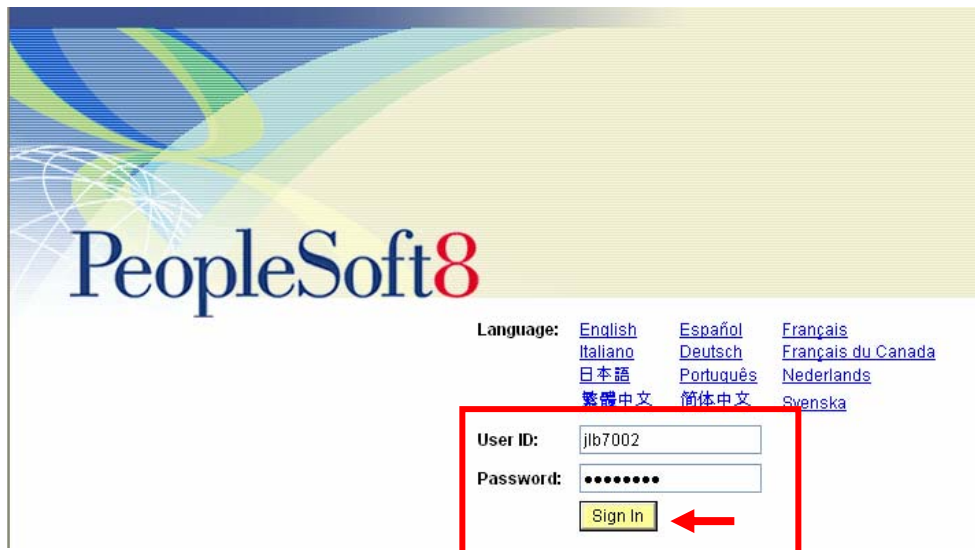 PeopleSoft8
Language: English Español Français
Italiano Deutsch Français du Canada
日本語 Português Nederlands
繁體中文 简体中文 Svenska
User ID: jlb7002
Password: ••••••••
Sign In